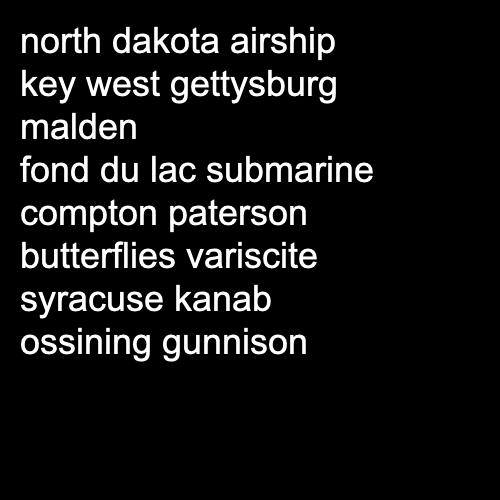 north dakota airship
key west gettysburg
malden
fond du lac submarine
compton paterson
butterflies variscite
syracuse kanab
ossining gunnison